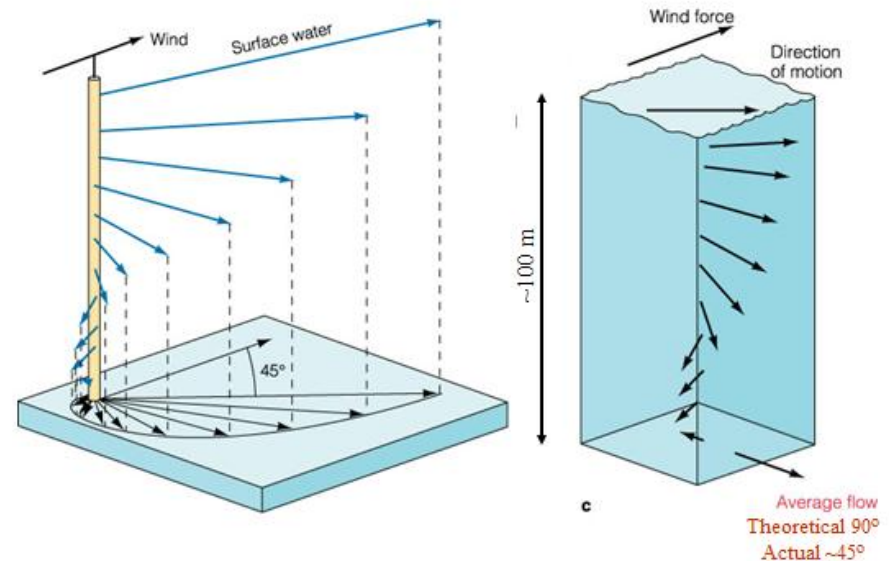 Wind
Surface water
45°
Wind force
Direction
of motion
~100 m
c
Average flow
Theoretical 90°
Actual ~45°